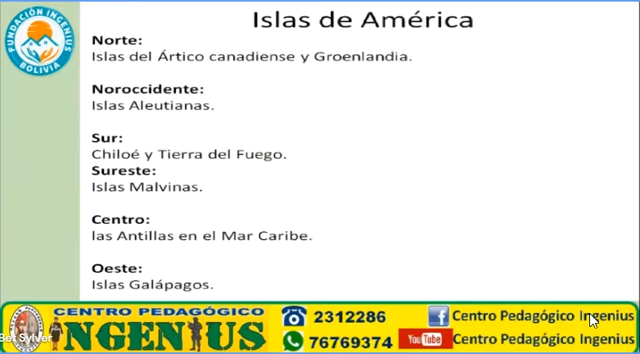 Islas de América
FUNDACIÓN INGENIUS
BOLIVIA
Norte:
Islas del Ártico canadiense y Groenlandia.
Noroccidente:
Islas Aleutianas.
Sur:
Chiloé y Tierra del Fuego.
Sureste:
Islas Malvinas.
Centro:
las Antillas en el Mar Caribe.
Oeste:
Islas Galápagos.
CENTRO PEDAGÓGICO
INGENIUS
Bet Sylver
2312286
76769374
Centro Pedagógico Ingenius
YouTube Centro Pedagógico Ingenius